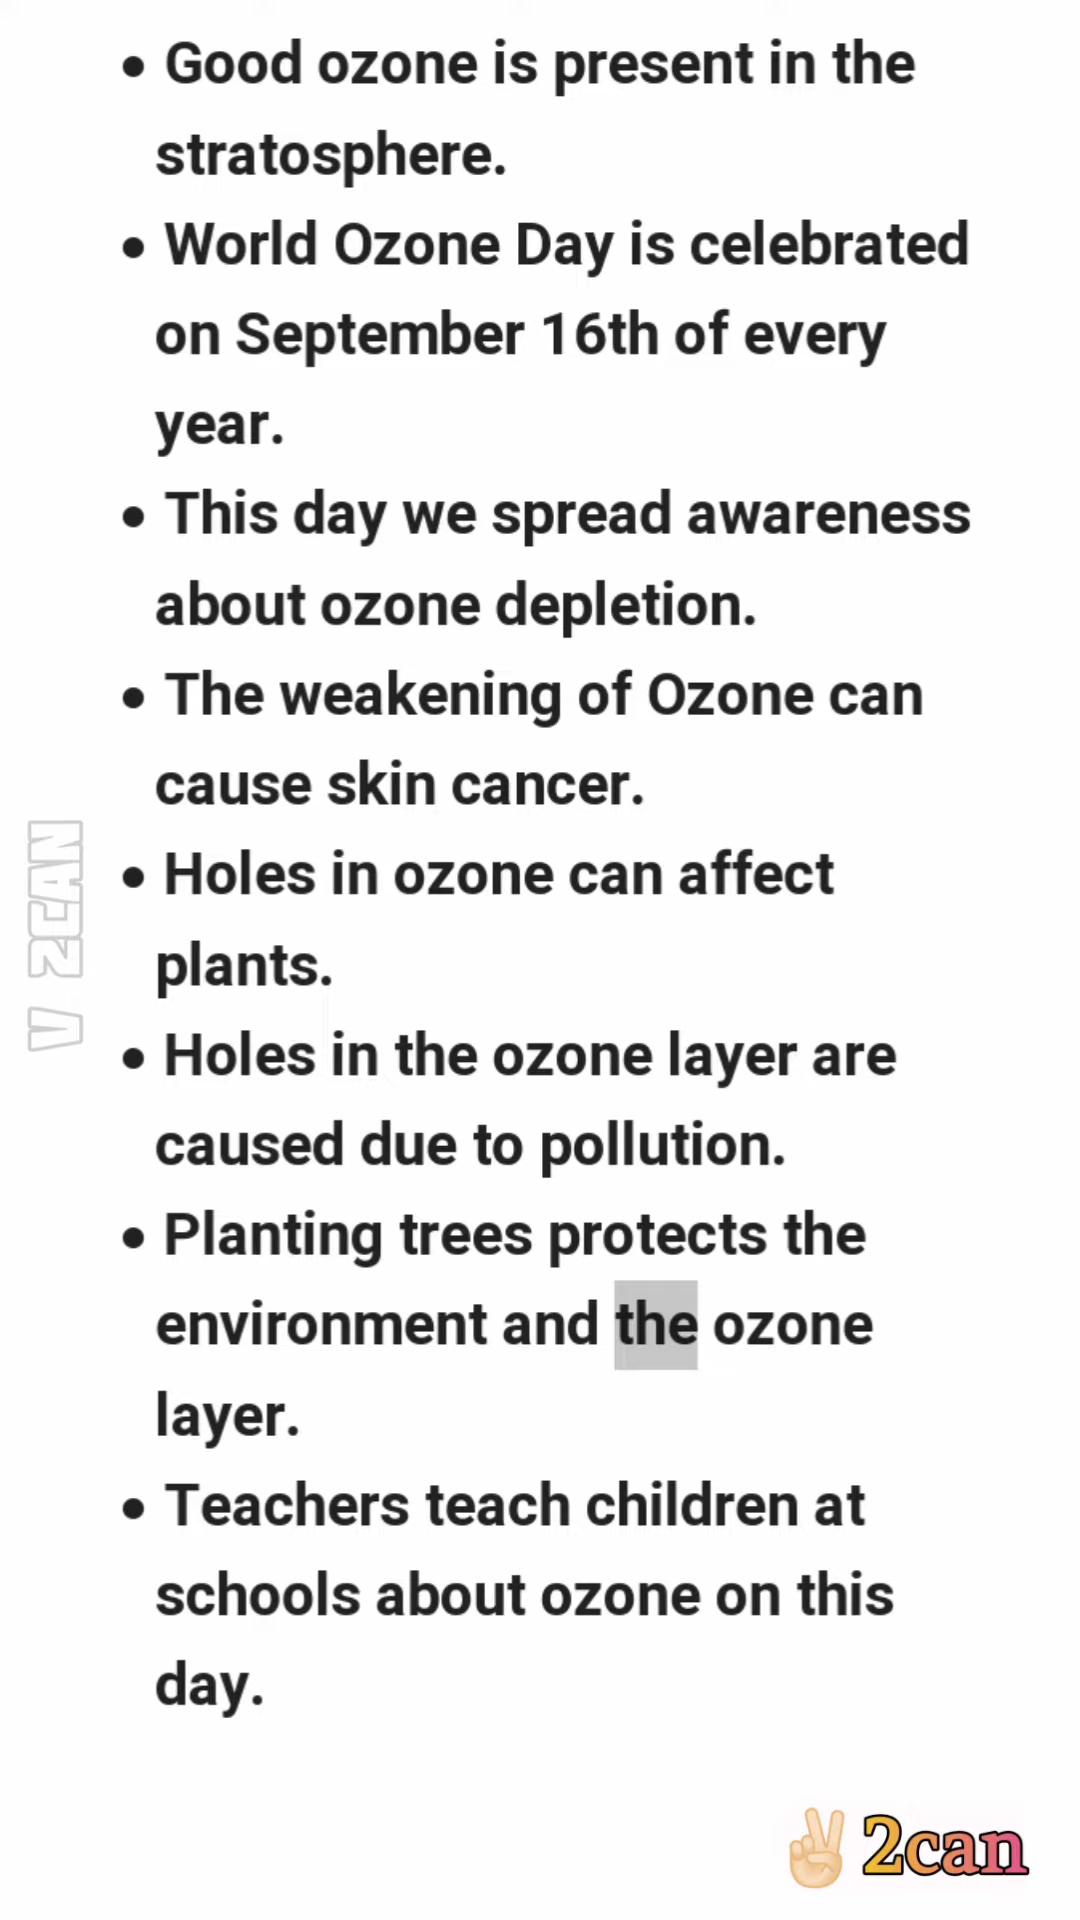 • Good ozone is present in the
stratosphere.
• World Ozone Day is celebrated
on September 16th of every
year.
• This day we spread awareness
about ozone depletion.
• The weakening of Ozone can
cause skin cancer.
• Holes in ozone can affect
plants.
• Holes in the ozone layer are
caused due to pollution.
• Planting trees protects the
environment and the ozone
layer.
• Teachers teach children at
schools about ozone on this
day.
V 2CAN
✌🏻 2can